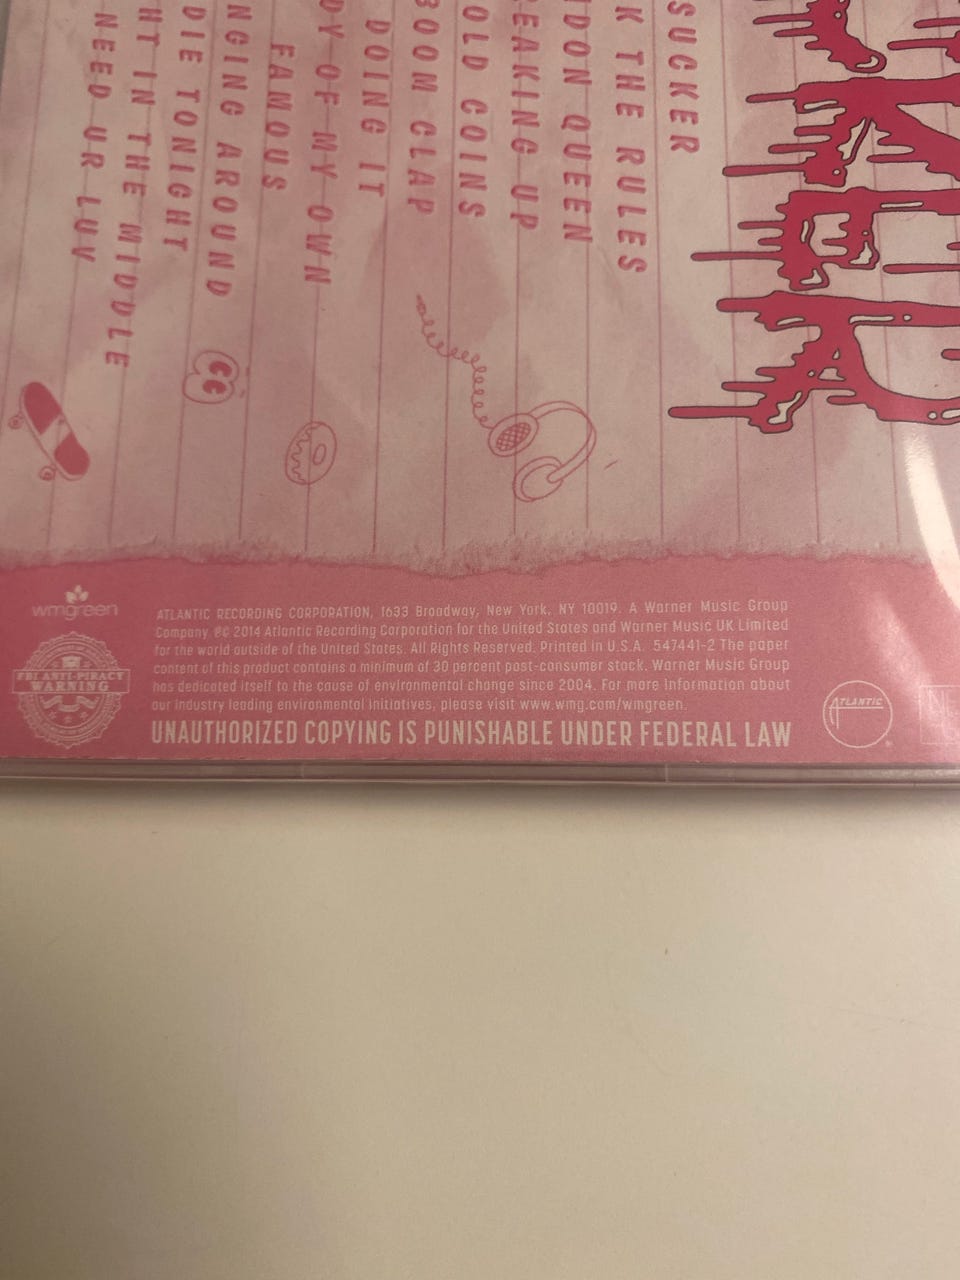 SUCKER
K THE RULES
DON QUEEN
EAKING UP
OLD COINS
BOOM CLAP
DOING IT
DY OF MY OWN
FAMOUS
NGING AROUND
DIE TONIGHT
HT IN THE MIDDLE
NEED UR LUV
KER
wmgreen
FBI ANTI-PIRACY
WARNING
ATLANTIC RECORDING CORPORATION, 1633 Broadway, New York, NY 10019. A Warner Music Group
Company ℗© 2014 Atlantic Recording Corporation for the United States and Warner Music UK Limited
for the world outside of the United States. All Rights Reserved. Printed in U.S.A. 547441-2 The paper
content of this product contains a minimum of 30 percent post-consumer stock. Warner Music Group
has dedicated itself to the cause of environmental change since 2004. For more information about
our industry leading environmental initiatives, please visit www.wmg.com/wmgreen.
UNAUTHORIZED COPYING IS PUNISHABLE UNDER FEDERAL LAW
ATLANTIC